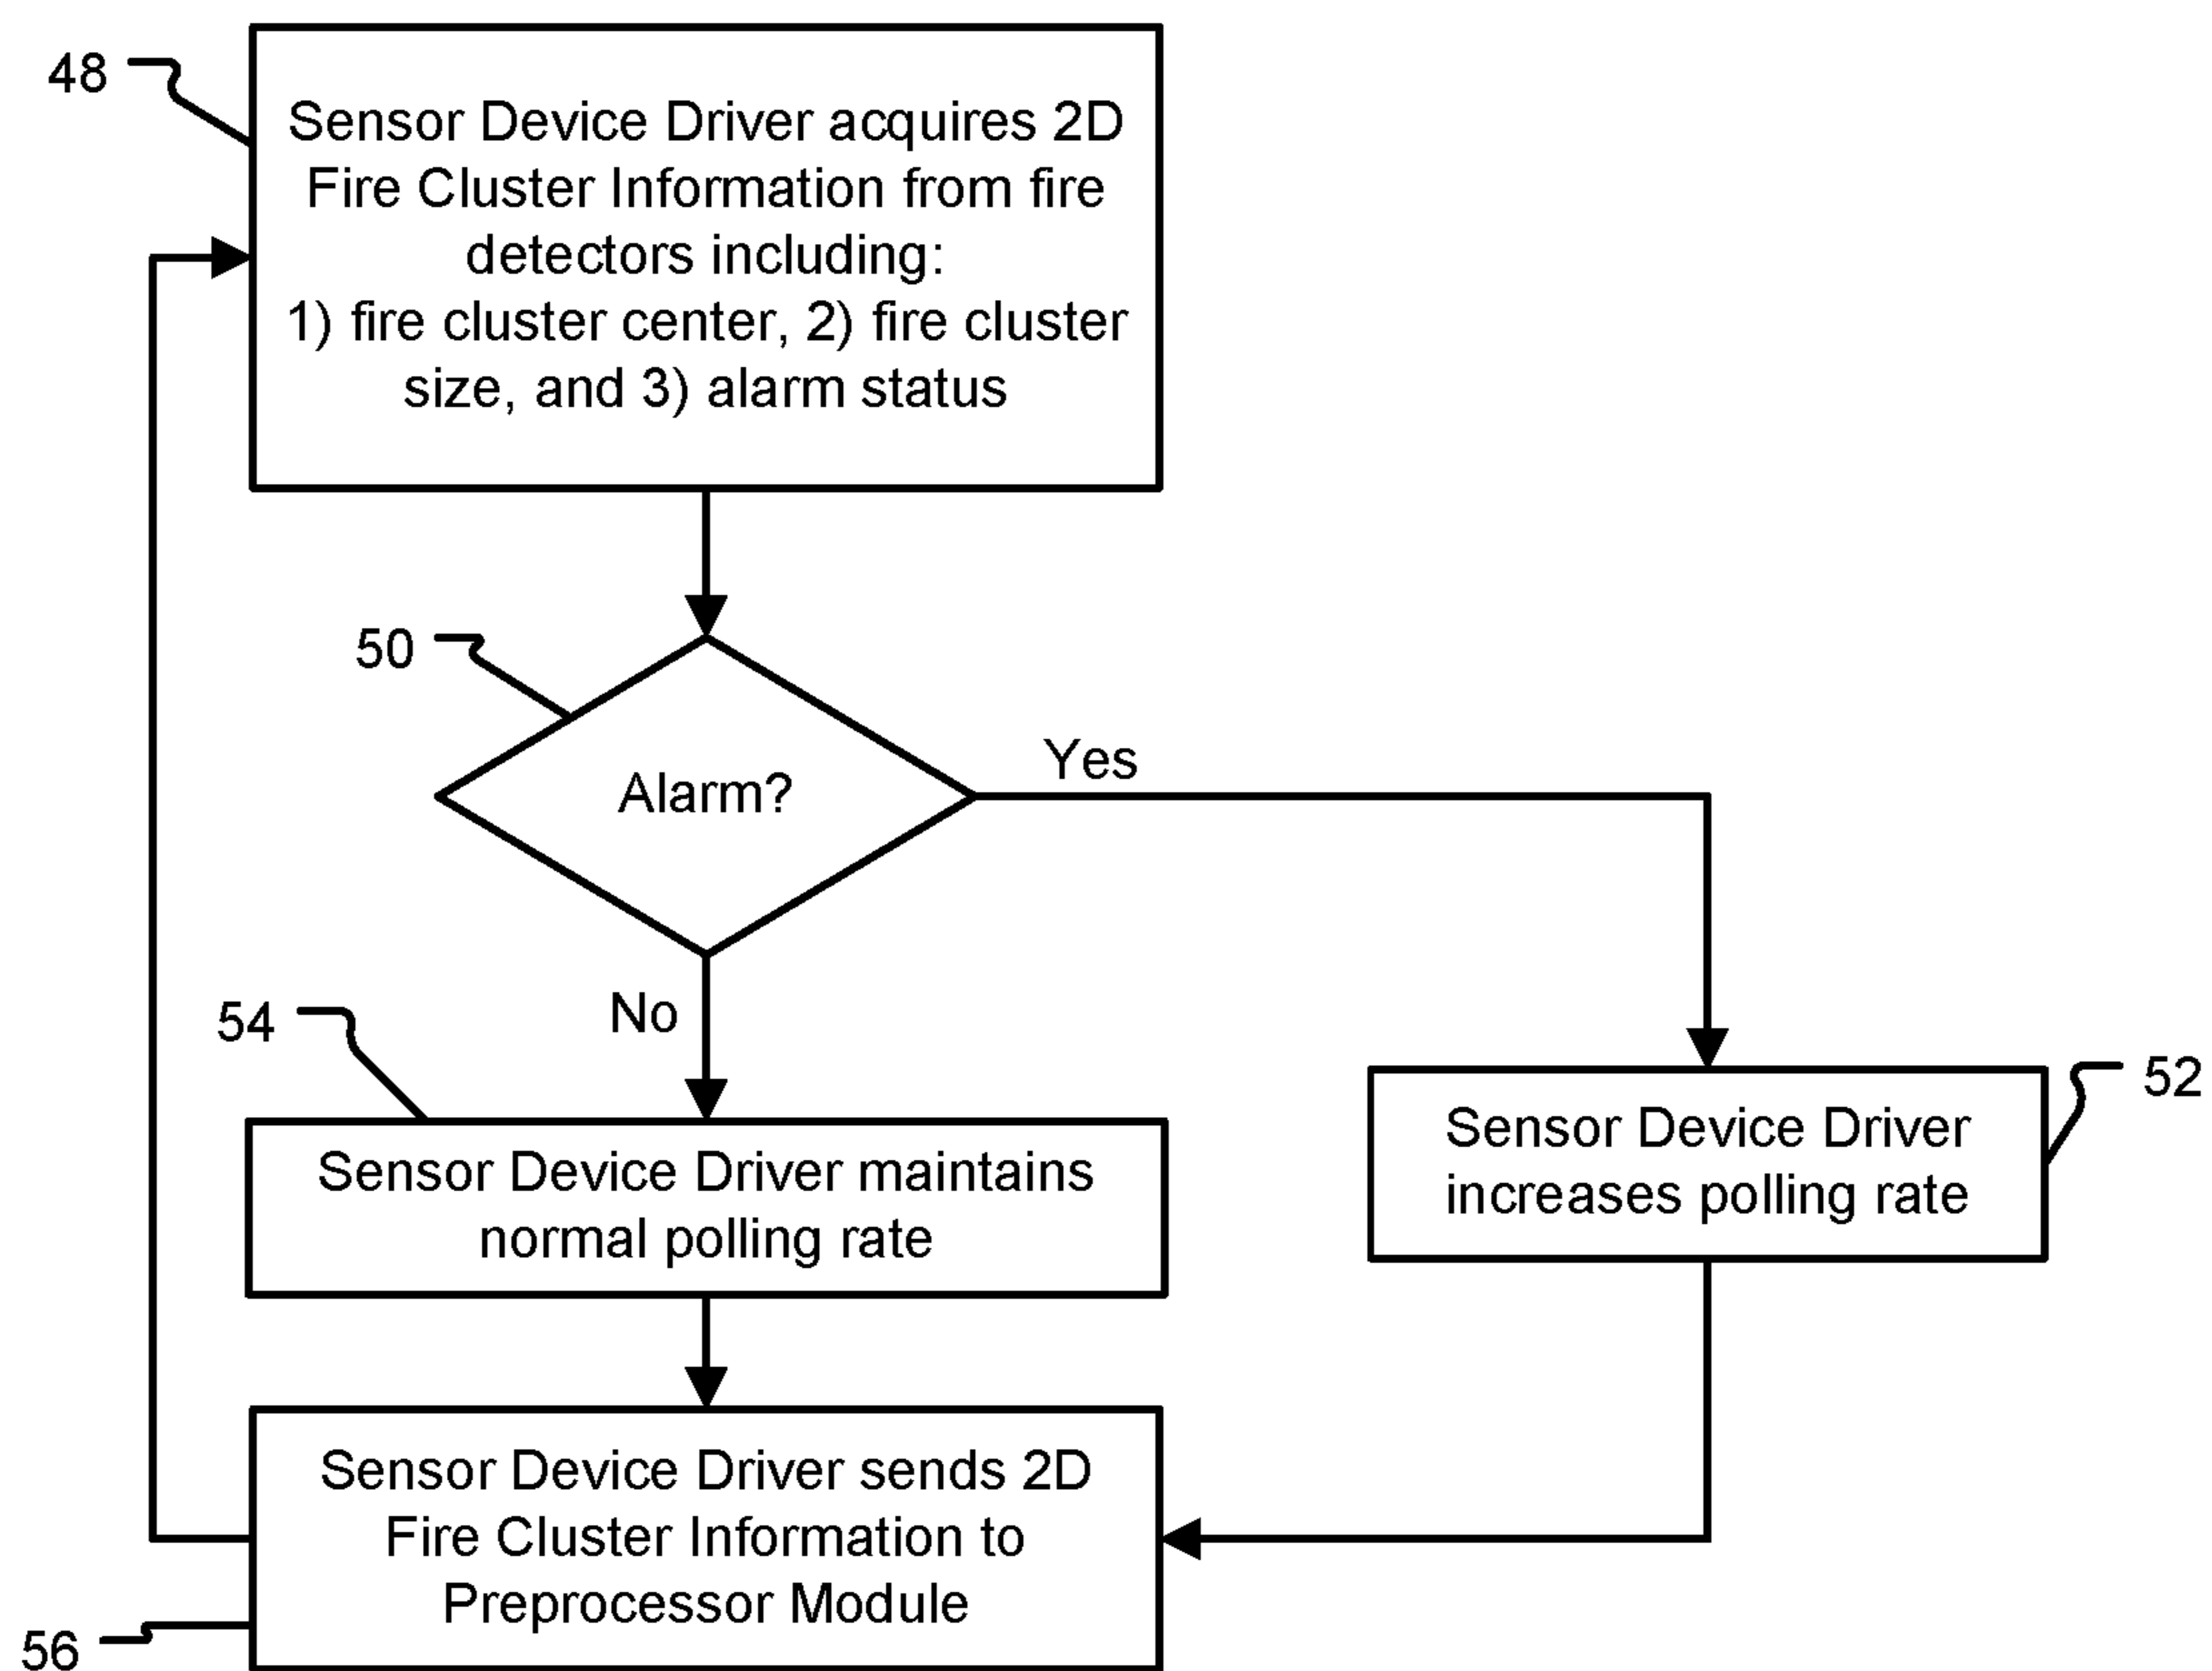 48
Sensor Device Driver acquires 2D
Fire Cluster Information from fire
detectors including:
1) fire cluster center, 2) fire cluster
size, and 3) alarm status
50
Alarm?
Yes
No
54
Sensor Device Driver maintains
normal polling rate
52
Sensor Device Driver
increases polling rate
Sensor Device Driver sends 2D
Fire Cluster Information to
Preprocessor Module
56